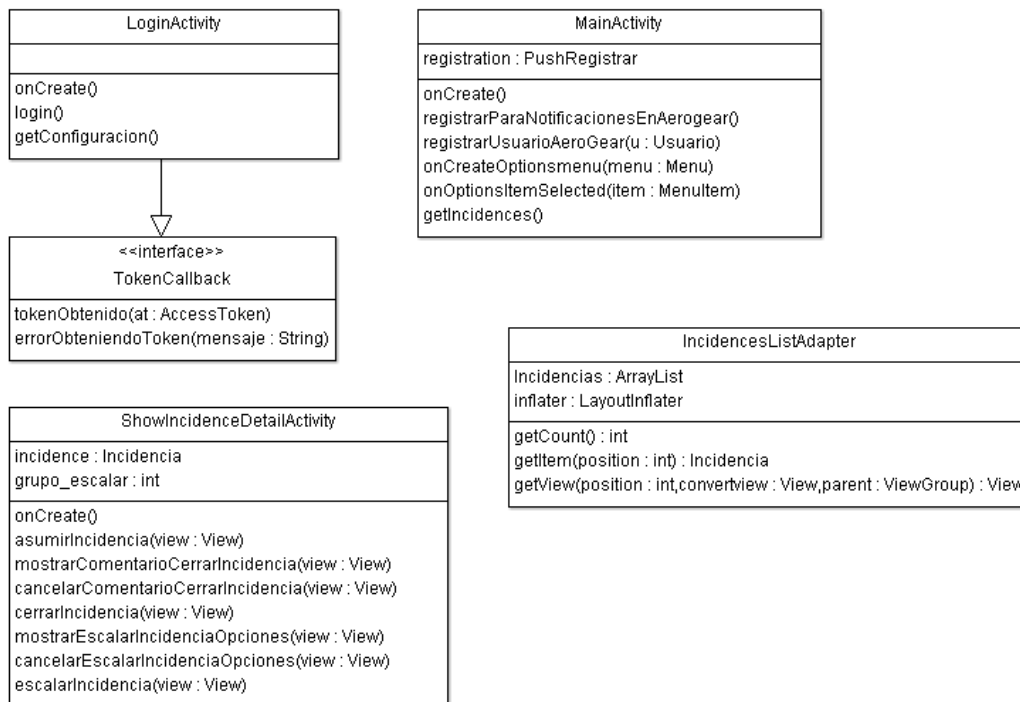 LoginActivity
onCreate()
login()
getConfiguracion()
<<interface>>
TokenCallback
tokenObtenido(at : AccessToken)
errorObteniendoToken(mensaje : String)
MainActivity
registration : PushRegistrar
onCreate()
registrarParaNotificacionesEnAerogear()
registrarUsuarioAeroGear(u : Usuario)
onCreateOptionsmenu(menu : Menu)
onOptionsItemSelected(item : MenuItem)
getIncidences()
IncidencesListAdapter
Incidencias : ArrayList
inflater : LayoutInflater
getCount() : int
getItem(position : int) : Incidencia
getView(position : int,convertview : View,parent : ViewGroup) : View
ShowIncidenceDetailActivity
incidence : Incidencia
grupo_escalar : int
onCreate()
asumirIncidencia(view : View)
mostrarComentarioCerrarIncidencia(view : View)
cancelarComentarioCerrarIncidencia(view : View)
cerrarIncidencia(view : View)
mostrarEscalarIncidenciaOpciones(view : View)
cancelarEscalarIncidenciaOpciones(view : View)
escalarIncidencia(view : View)